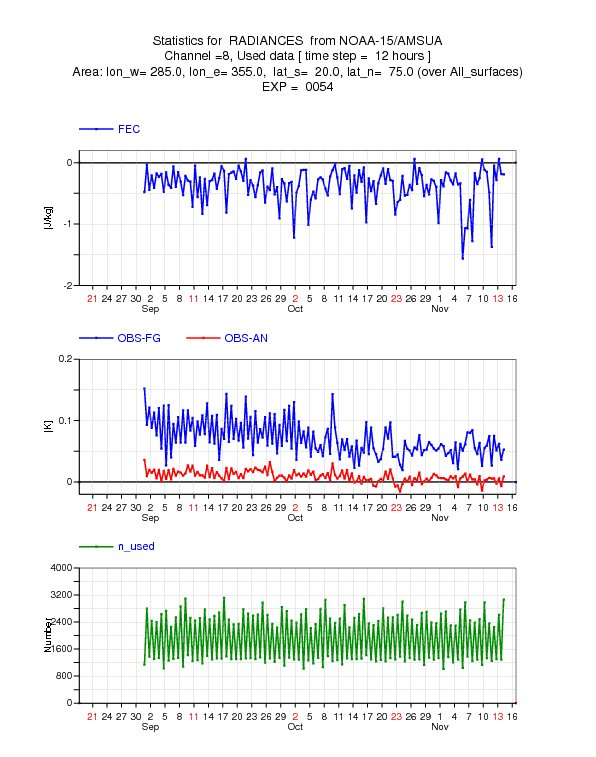 Statistics for RADIANCES from NOAA-15/AMSUA
Channel =8, Used data [ time step = 12 hours ]
Area: lon_w= 285.0, lon_e= 355.0, lat_s= 20.0, lat_n= 75.0 (over All_surfaces)
EXP = 0054
FEC
0
-1
-2
[J/kg]
21 24 27 30 2 5 8 11 14 17 20 23 26 29 2 5 8 11 14 17 20 23 26 29 1 4 7 10 13 16
Sep Oct Nov
OBS-FG OBS-AN
0.2
0.1
0
[K]
21 24 27 30 2 5 8 11 14 17 20 23 26 29 2 5 8 11 14 17 20 23 26 29 1 4 7 10 13 16
Sep Oct Nov
n_used
4000
3200
2400
1600
800
0
Number
21 24 27 30 2 5 8 11 14 17 20 23 26 29 2 5 8 11 14 17 20 23 26 29 1 4 7 10 13 16
Sep Oct Nov